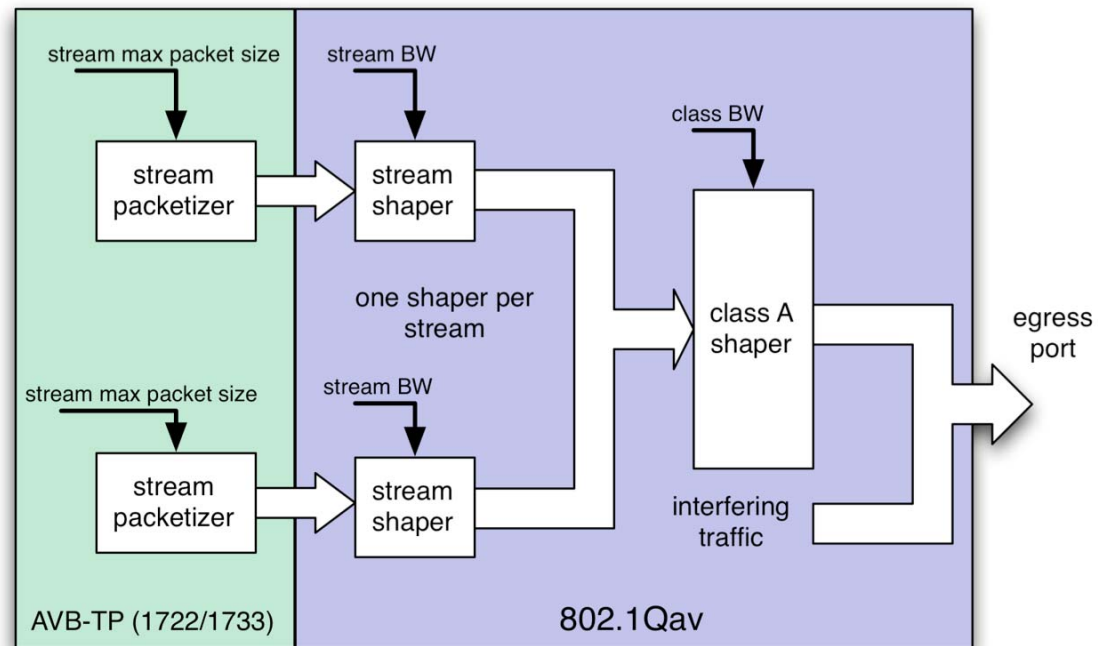 stream max packet size
stream BW
class BW
stream
packetizer
stream
shaper
one shaper per
stream
class A
shaper
egress
port
stream max packet size
stream BW
stream
packetizer
stream
shaper
interfering
traffic
AVB-TP (1722/1733)
802.1Qav